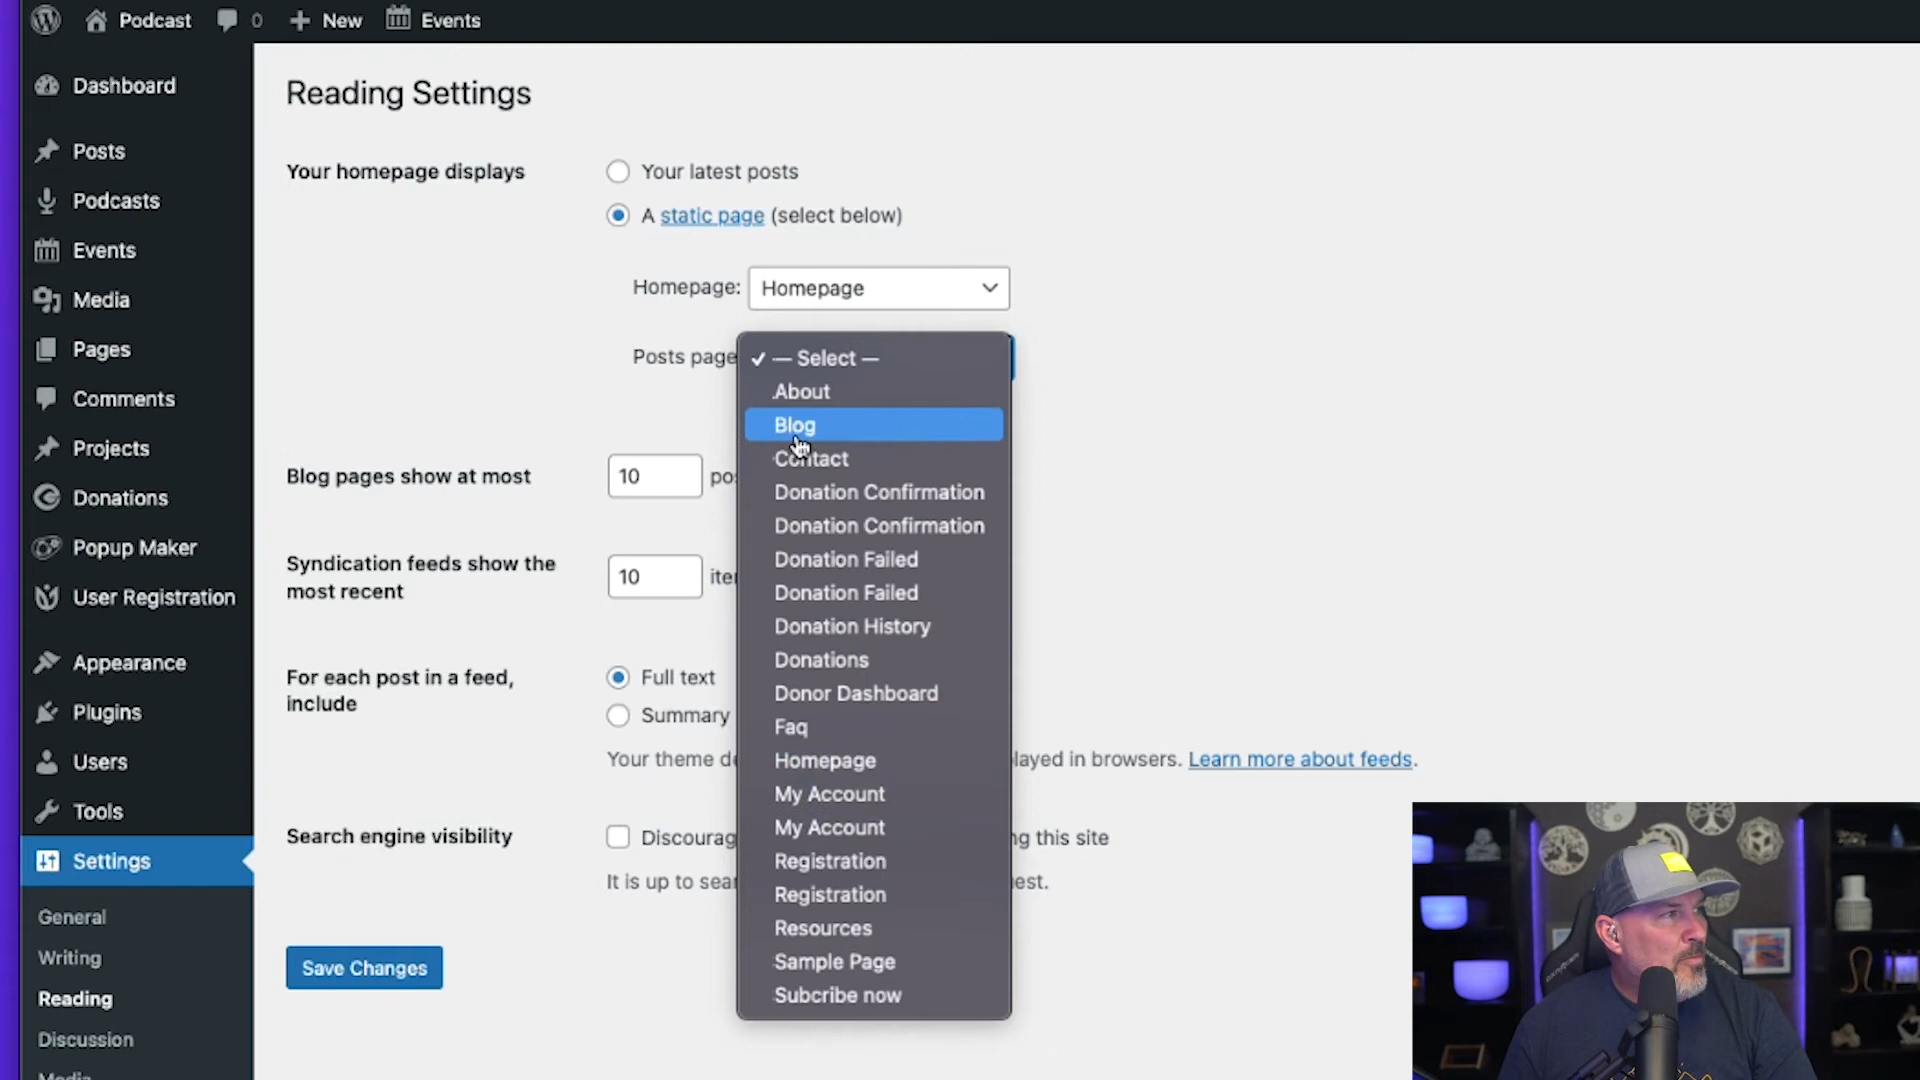 Podcast 0 New Events
Dashboard
Posts
Podcasts
Events
Media
Pages
Comments
Projects
Donations
Popup Maker
User Registration
Appearance
Plugins
Users
Tools
Settings
General
Writing
Reading
Discussion
Media
Reading Settings
Your homepage displays
Your latest posts
A static page (select below)
Homepage: Homepage
Posts page
— Select —
About
Blog
Contact
Donation Confirmation
Donation Confirmation
Donation Failed
Donation Failed
Donation History
Donations
Donor Dashboard
Faq
Homepage
My Account
My Account
Registration
Registration
Resources
Sample Page
Subcribe now
Blog pages show at most
10
Syndication feeds show the
most recent
10
For each post in a feed,
include
Full text
Summary
Your theme in browsers. Learn more about feeds.
Search engine visibility
this site
It is up to
Save Changes